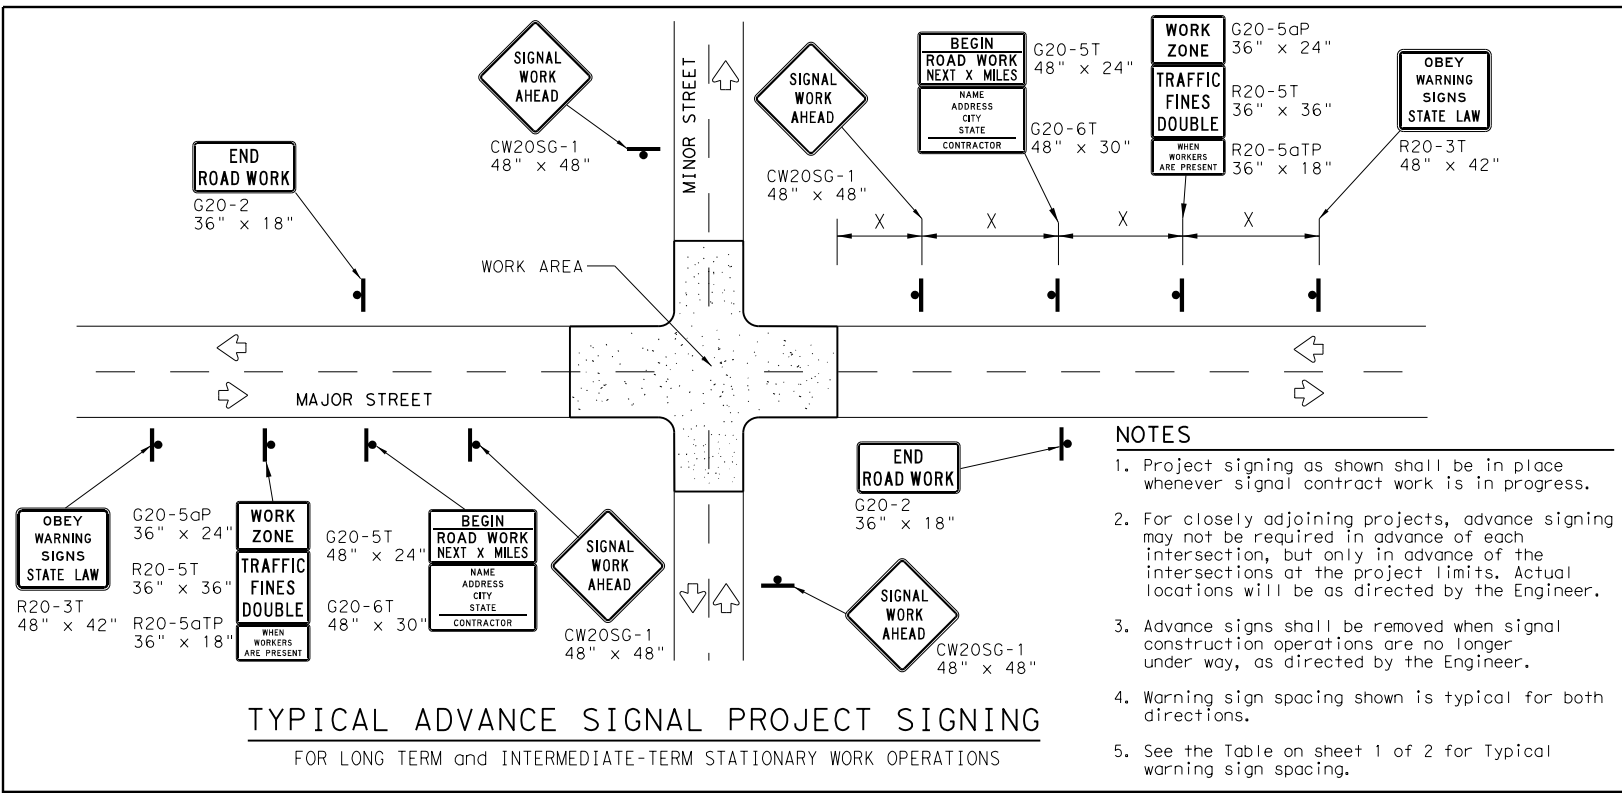 SIGNAL
WORK
AHEAD
CW20SG-1
48" x 48"
MINOR STREET
SIGNAL
WORK
AHEAD
CW20SG-1
48" x 48"
BEGIN
ROAD WORK
NEXT X MILES
G20-5T
48" x 24"
NAME
ADDRESS
CITY
STATE
CONTRACTOR
G20-6T
48" x 30"
WORK
ZONE
G20-5aP
36" x 24"
TRAFFIC
FINES
DOUBLE
R20-5T
36" x 36"
WHEN
WORKERS
ARE PRESENT
R20-5aTP
36" x 18"
OBEY
WARNING
SIGNS
STATE LAW
R20-3T
48" x 42"
END
ROAD WORK
G20-2
36" x 18"
X X X X
WORK AREA
MAJOR STREET
OBEY
WARNING
SIGNS
STATE LAW
R20-3T
48" x 42"
G20-5aP
36" x 24"
R20-5T
36" x 36"
R20-5aTP
36" x 18"
WORK
ZONE
TRAFFIC
FINES
DOUBLE
WHEN
WORKERS
ARE PRESENT
G20-5T
48" x 24"
G20-6T
48" x 30"
BEGIN
ROAD WORK
NEXT X MILES
NAME
ADDRESS
CITY
STATE
CONTRACTOR
SIGNAL
WORK
AHEAD
CW20SG-1
48" x 48"
END
ROAD WORK
G20-2
36" x 18"
SIGNAL
WORK
AHEAD
CW20SG-1
48" x 48"
NOTES
1. Project signing as shown shall be in place
whenever signal contract work is in progress.
2. For closely adjoining projects, advance signing
may not be required in advance of each
intersection, but only in advance of the
intersections at the project limits. Actual
locations will be as directed by the Engineer.
3. Advance signs shall be removed when signal
construction operations are no longer
under way, as directed by the Engineer.
4. Warning sign spacing shown is typical for both
directions.
5. See the Table on sheet 1 of 2 for Typical
warning sign spacing.
TYPICAL ADVANCE SIGNAL PROJECT SIGNING
FOR LONG TERM and INTERMEDIATE-TERM STATIONARY WORK OPERATIONS